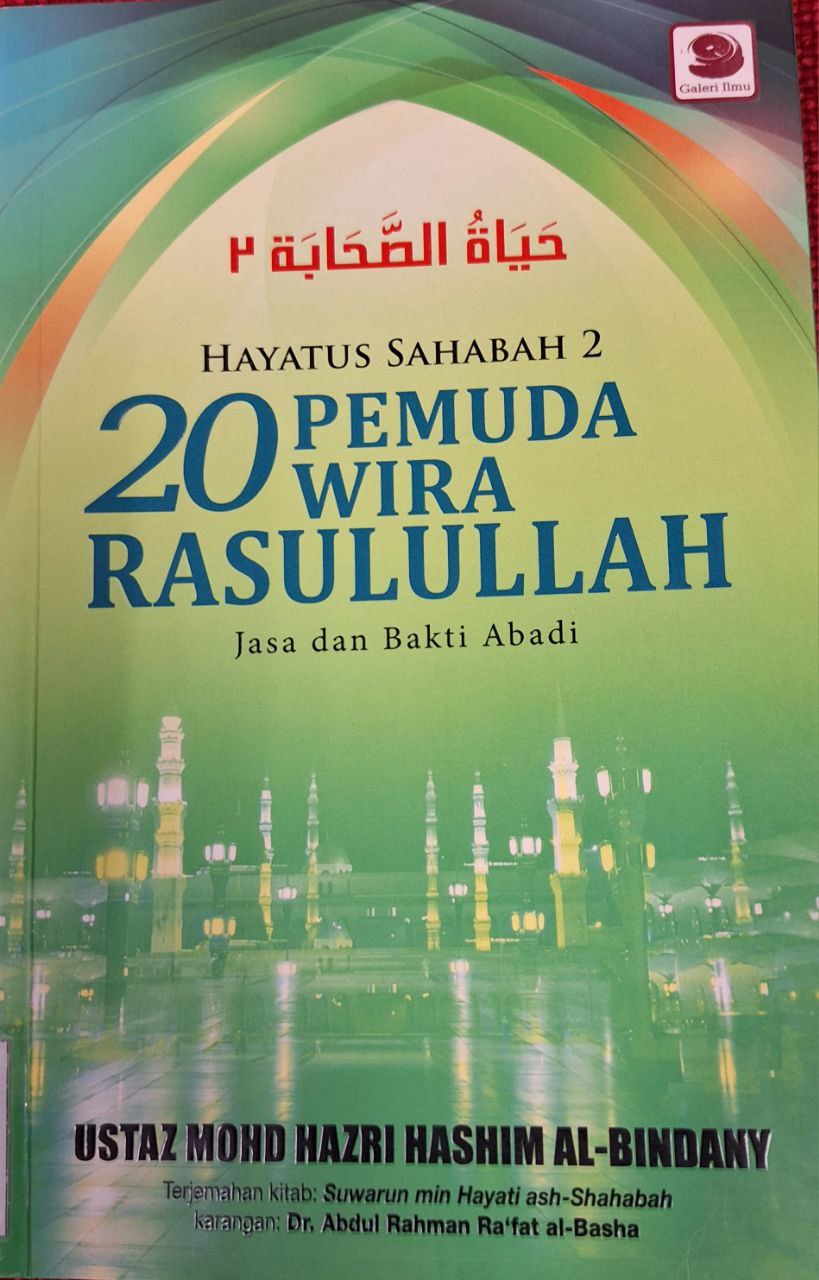 Galeri Ilmu
حَيَاةُ الصَّحَابَة ٢
HAYATUS SAHABAH 2
20 PEMUDA
WIRA
RASULULLAH
Jasa dan Bakti Abadi
USTAZ MOHD HAZRI HASHIM AL-BINDANY
Terjemahan kitab: Suwarun min Hayati ash-Shahabah
karangan: Dr. Abdul Rahman Ra‘fat al-Basha